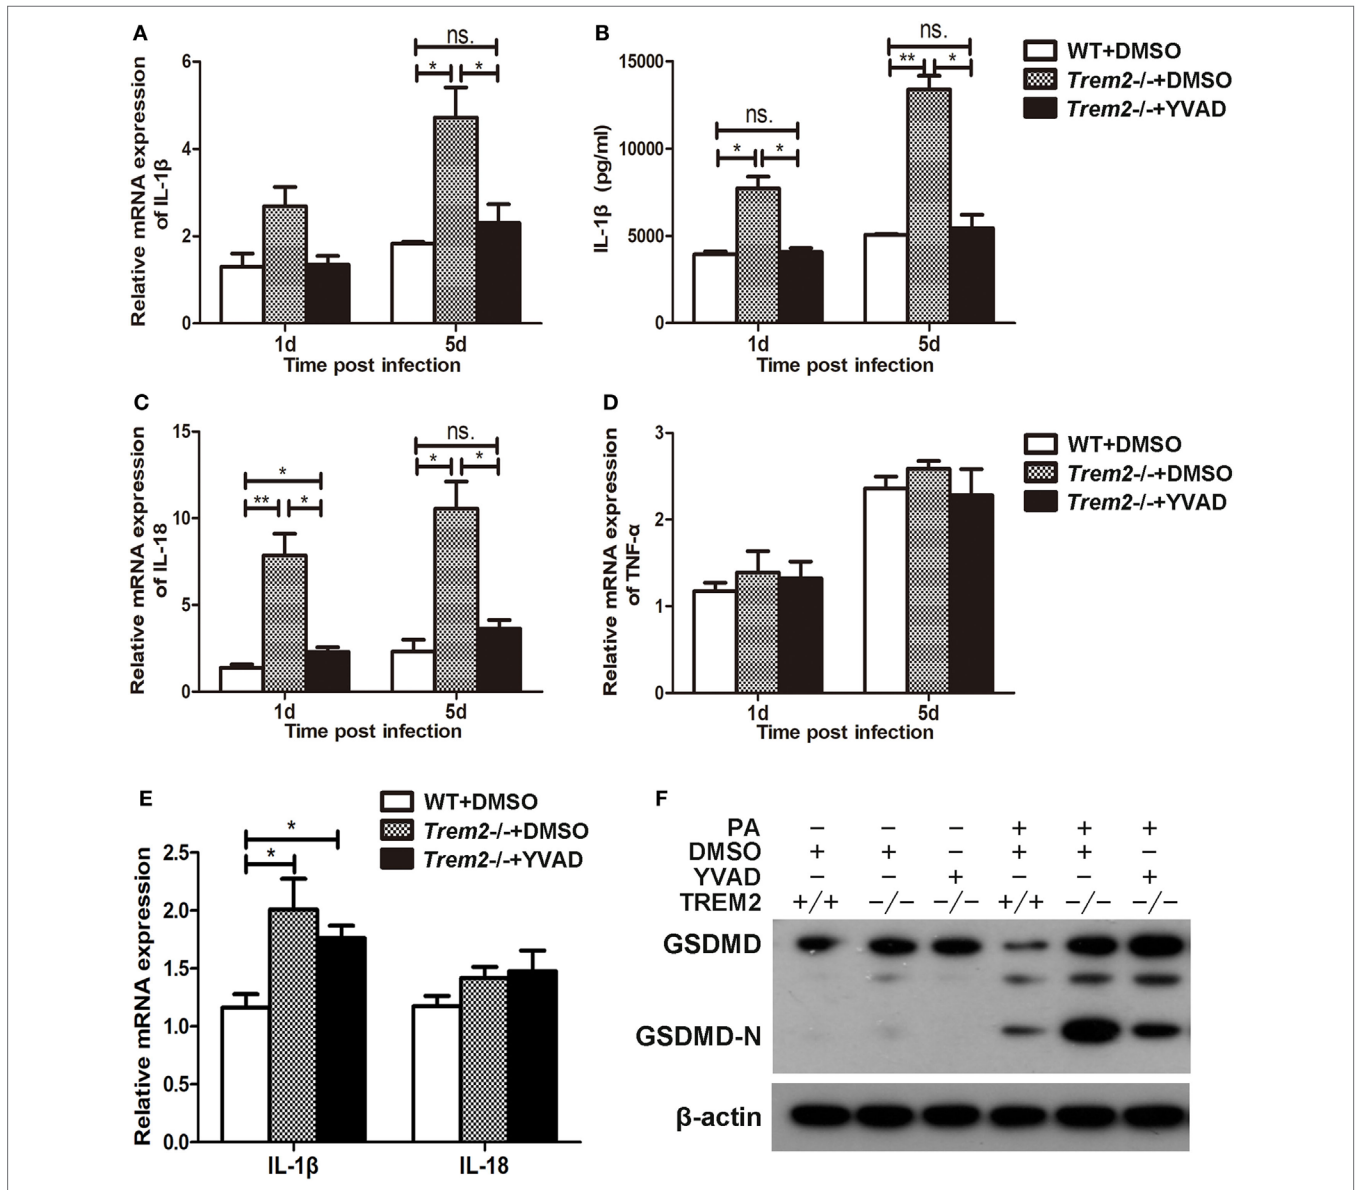 A
Relative mRNA expression
of IL-1β
6
4
2
0
ns.
*
*
1d
5d
Time post infection
B
IL-1β (pg/ml)
15000
10000
5000
0
ns.
*
*
ns.
**
*
1d
5d
Time post infection
WT+DMSO
Trem2-/-+DMSO
Trem2-/-+YVAD
C
Relative mRNA expression
of IL-18
15
10
5
0
*
**
*
ns.
*
*
1d
5d
Time post infection
D
Relative mRNA expression
of TNF-α
3
2
1
0
1d
5d
Time post infection
WT+DMSO
Trem2-/-+DMSO
Trem2-/-+YVAD
E
Relative mRNA expression
2.5
2.0
1.5
1.0
0.5
0.0
*
*
IL-1β
IL-18
WT+DMSO
Trem2-/-+DMSO
Trem2-/-+YVAD
F
PA – – – + + +
DMSO + + – + + –
YVAD – – + – – +
TREM2 +/+ –/– –/– +/+ –/– –/–
GSDMD
GSDMD-N
β-actin